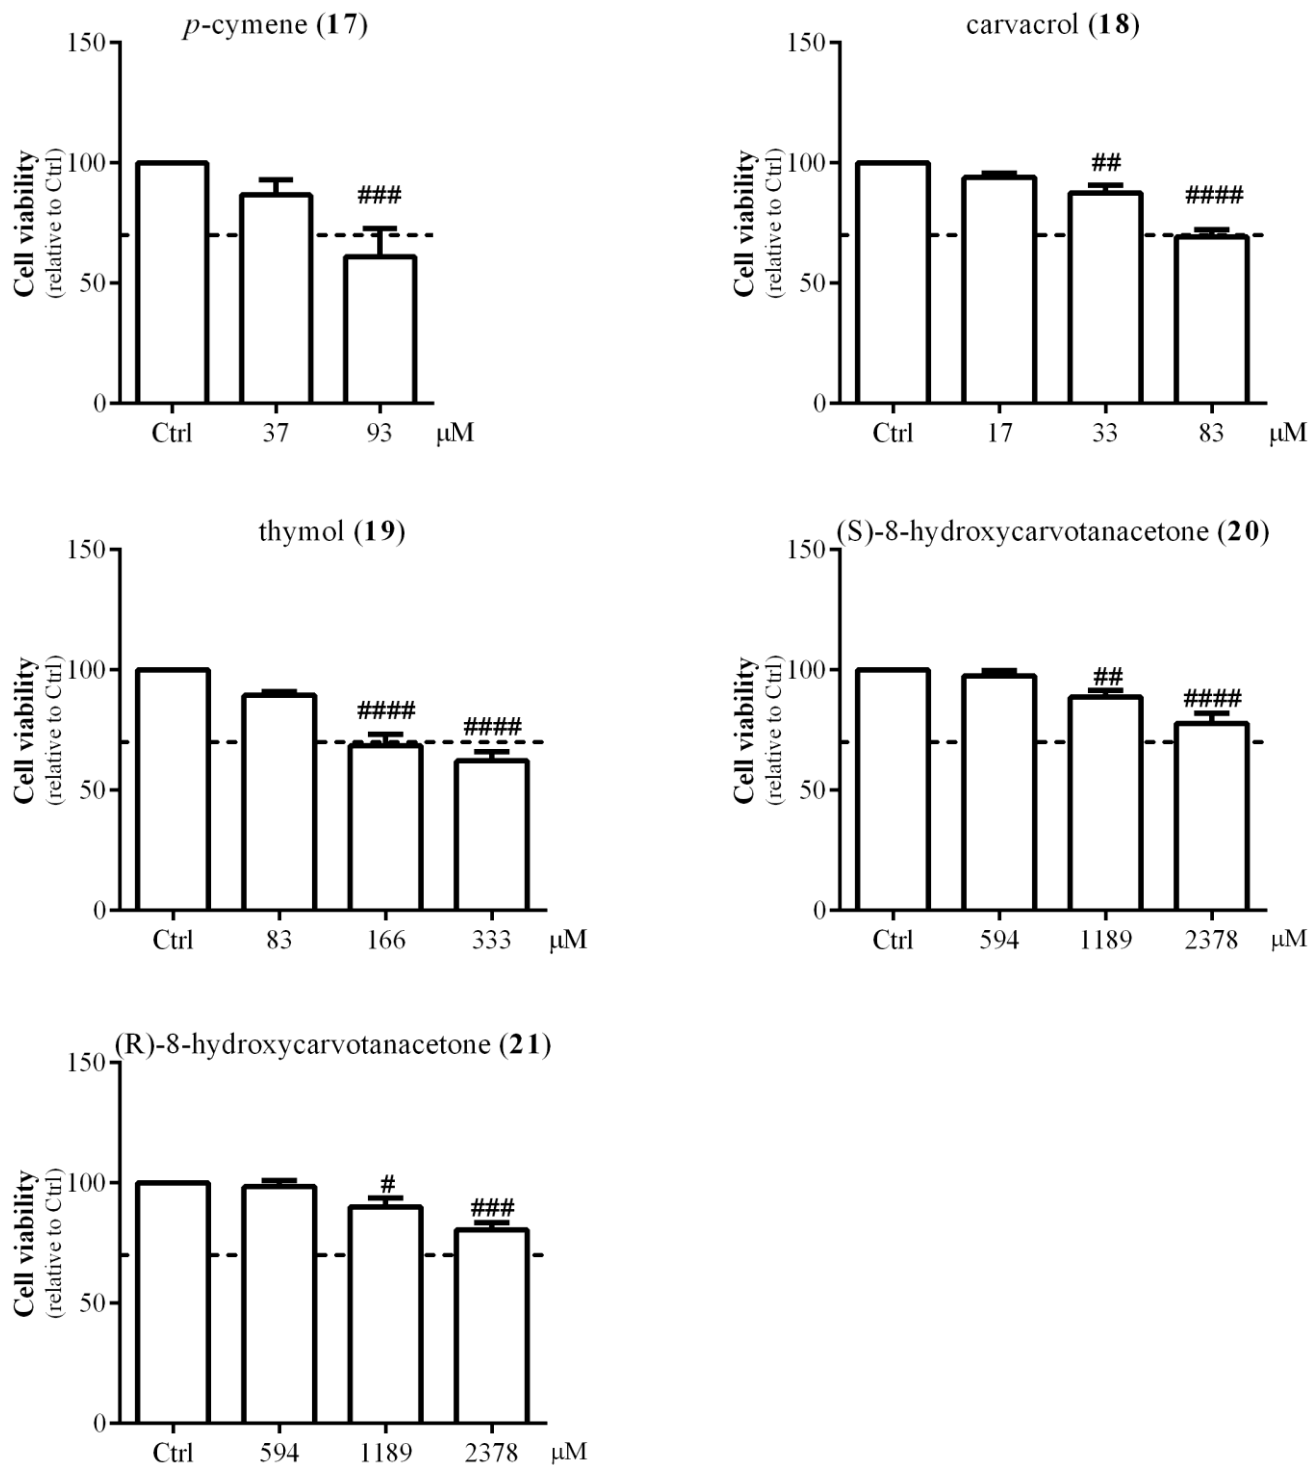 p-cymene (17)
150
100
50
0
Cell viability
(relative to Ctrl)
###
Ctrl 37 93 μM
carvacrol (18)
150
100
50
0
Cell viability
(relative to Ctrl)
##
####
Ctrl 17 33 83 μM
thymol (19)
150
100
50
0
Cell viability
(relative to Ctrl)
####
####
Ctrl 83 166 333 μM
(S)-8-hydroxycarvotanacetone (20)
150
100
50
0
Cell viability
(relative to Ctrl)
##
####
Ctrl 594 1189 2378 μM
(R)-8-hydroxycarvotanacetone (21)
150
100
50
0
Cell viability
(relative to Ctrl)
#
###
Ctrl 594 1189 2378 μM